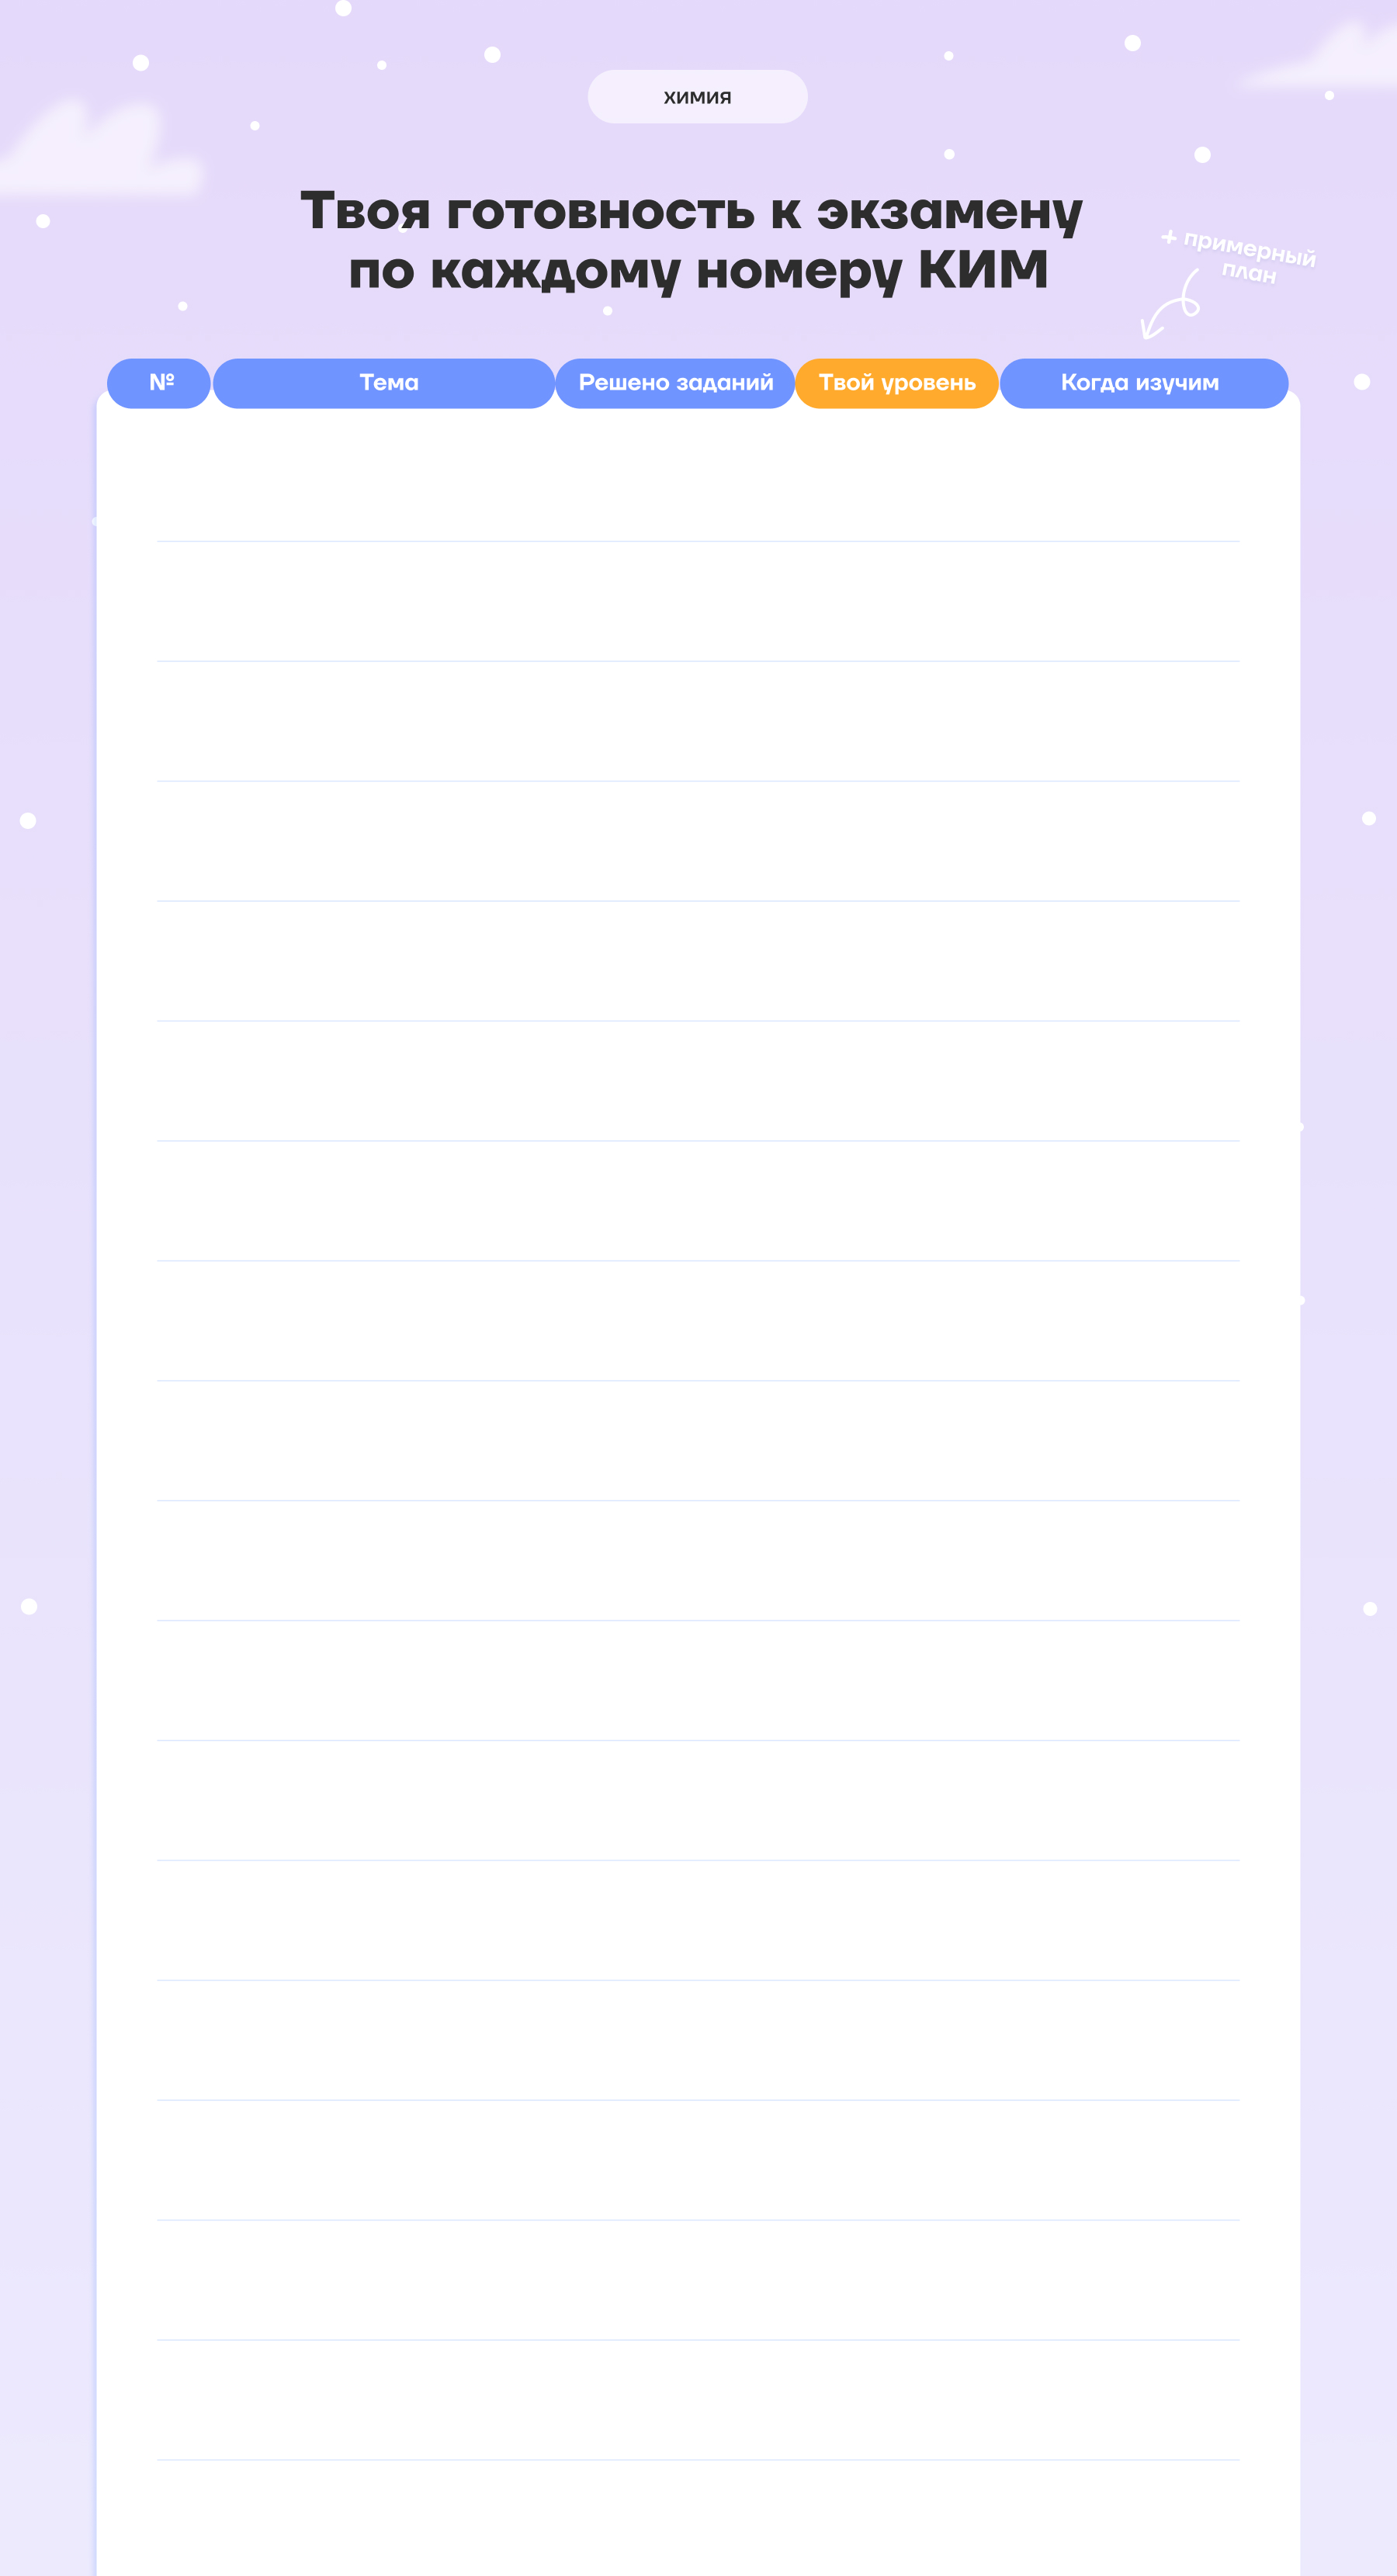 химия
Твоя готовность к экзамену
по каждому номеру КИМ
+ примерный
план
№
Тема
Решено заданий
Твой уровень
Когда изучим